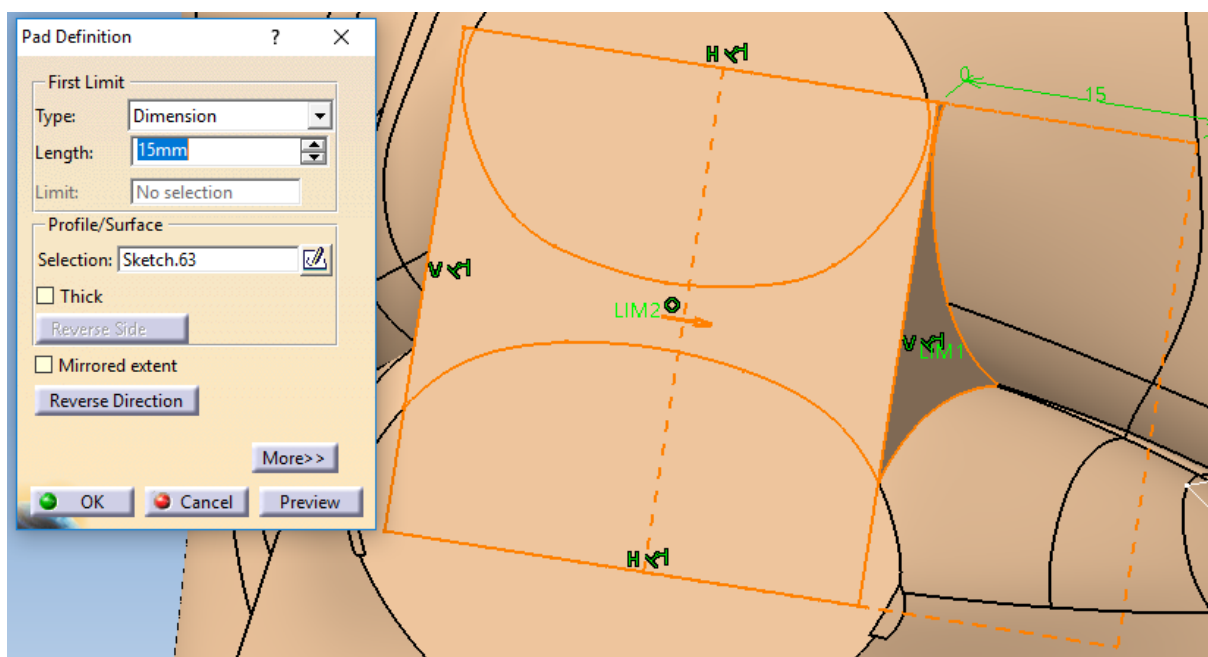 Pad Definition ? ×
First Limit
Type: Dimension
Length: 15mm
Limit: No selection
Profile/Surface
Selection: Sketch.63
Thick
Reverse Side
Mirrored extent
Reverse Direction
More>>
OK Cancel Preview
H
0
15
V
LIM2
V
LIM1
H